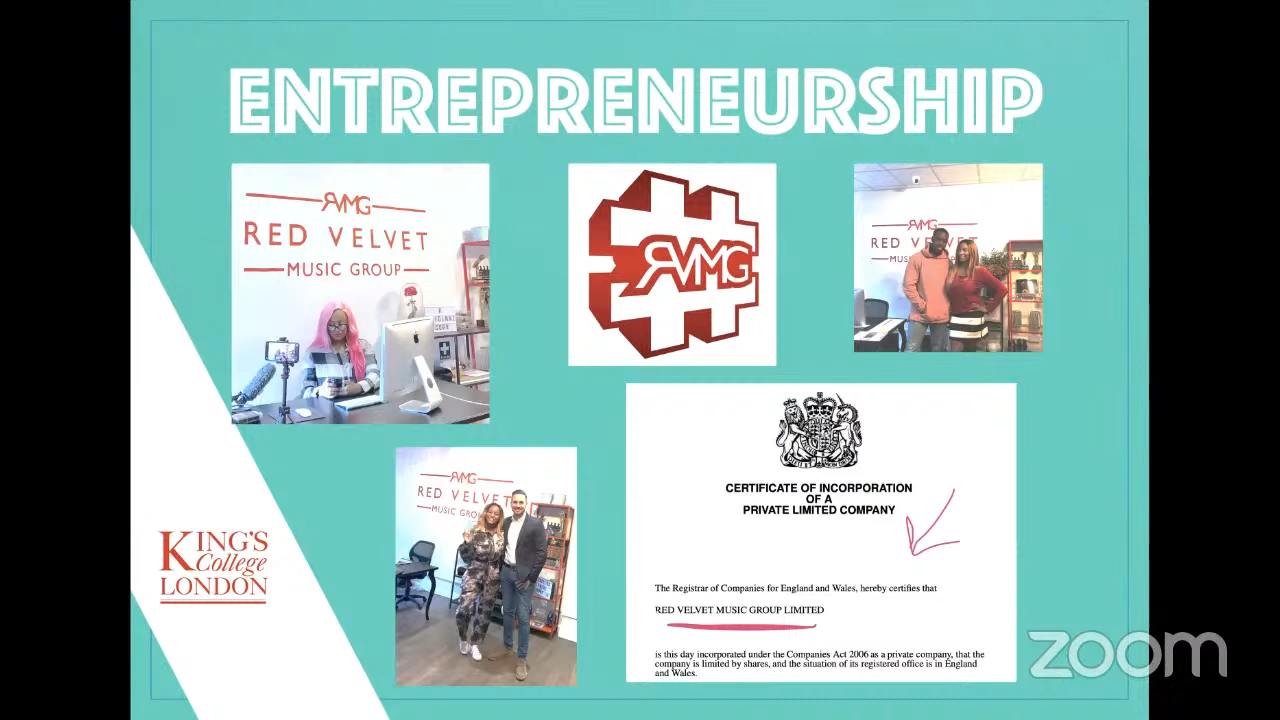 ENTREPRENEURSHIP
RVMG
RED VELVET
MUSIC GROUP
RVMG
RVMG
RED VELVET
RVMG
RED VELVET
MUSIC
CERTIFICATE OF INCORPORATION
OF A
PRIVATE LIMITED COMPANY
The Registrar of Companies for England and Wales, hereby certifies that
RED VELVET MUSIC GROUP LIMITED
is this day incorporated under the Companies Act 2006 as a private company, that the
company is limited by shares, and the situation of its registered office is in England
and Wales.
KING'S
College
LONDON
zoom